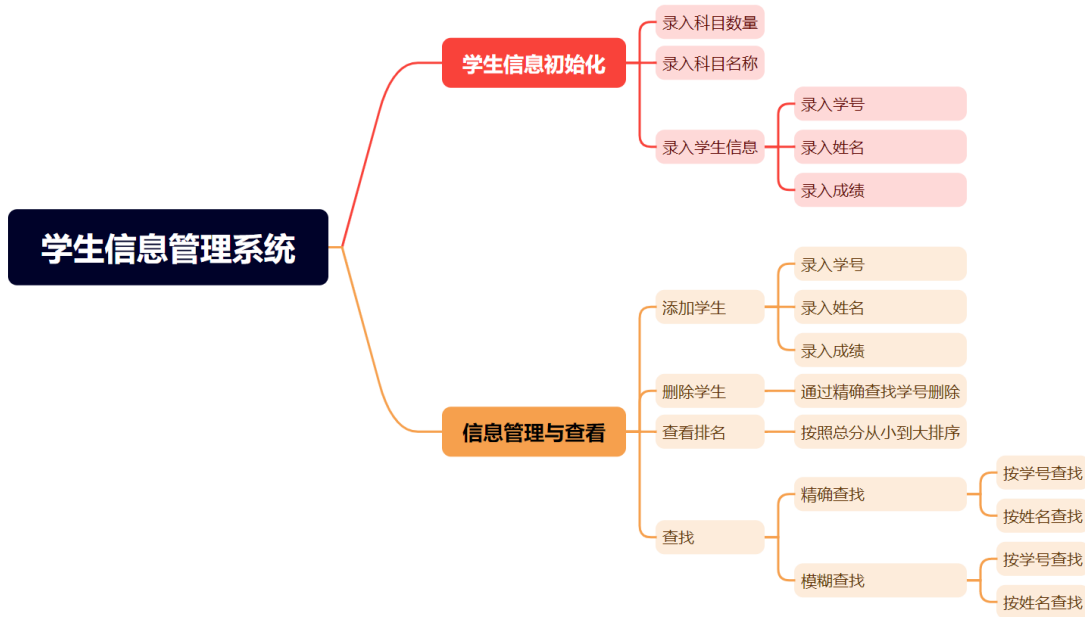 学生信息管理系统
学生信息初始化
录入科目数量
录入科目名称
录入学生信息
录入学号
录入姓名
录入成绩
信息管理与查看
添加学生
录入学号
录入姓名
录入成绩
删除学生
通过精确查找学号删除
查看排名
按照总分从小到大排序
查找
精确查找
按学号查找
按姓名查找
模糊查找
按学号查找
按姓名查找